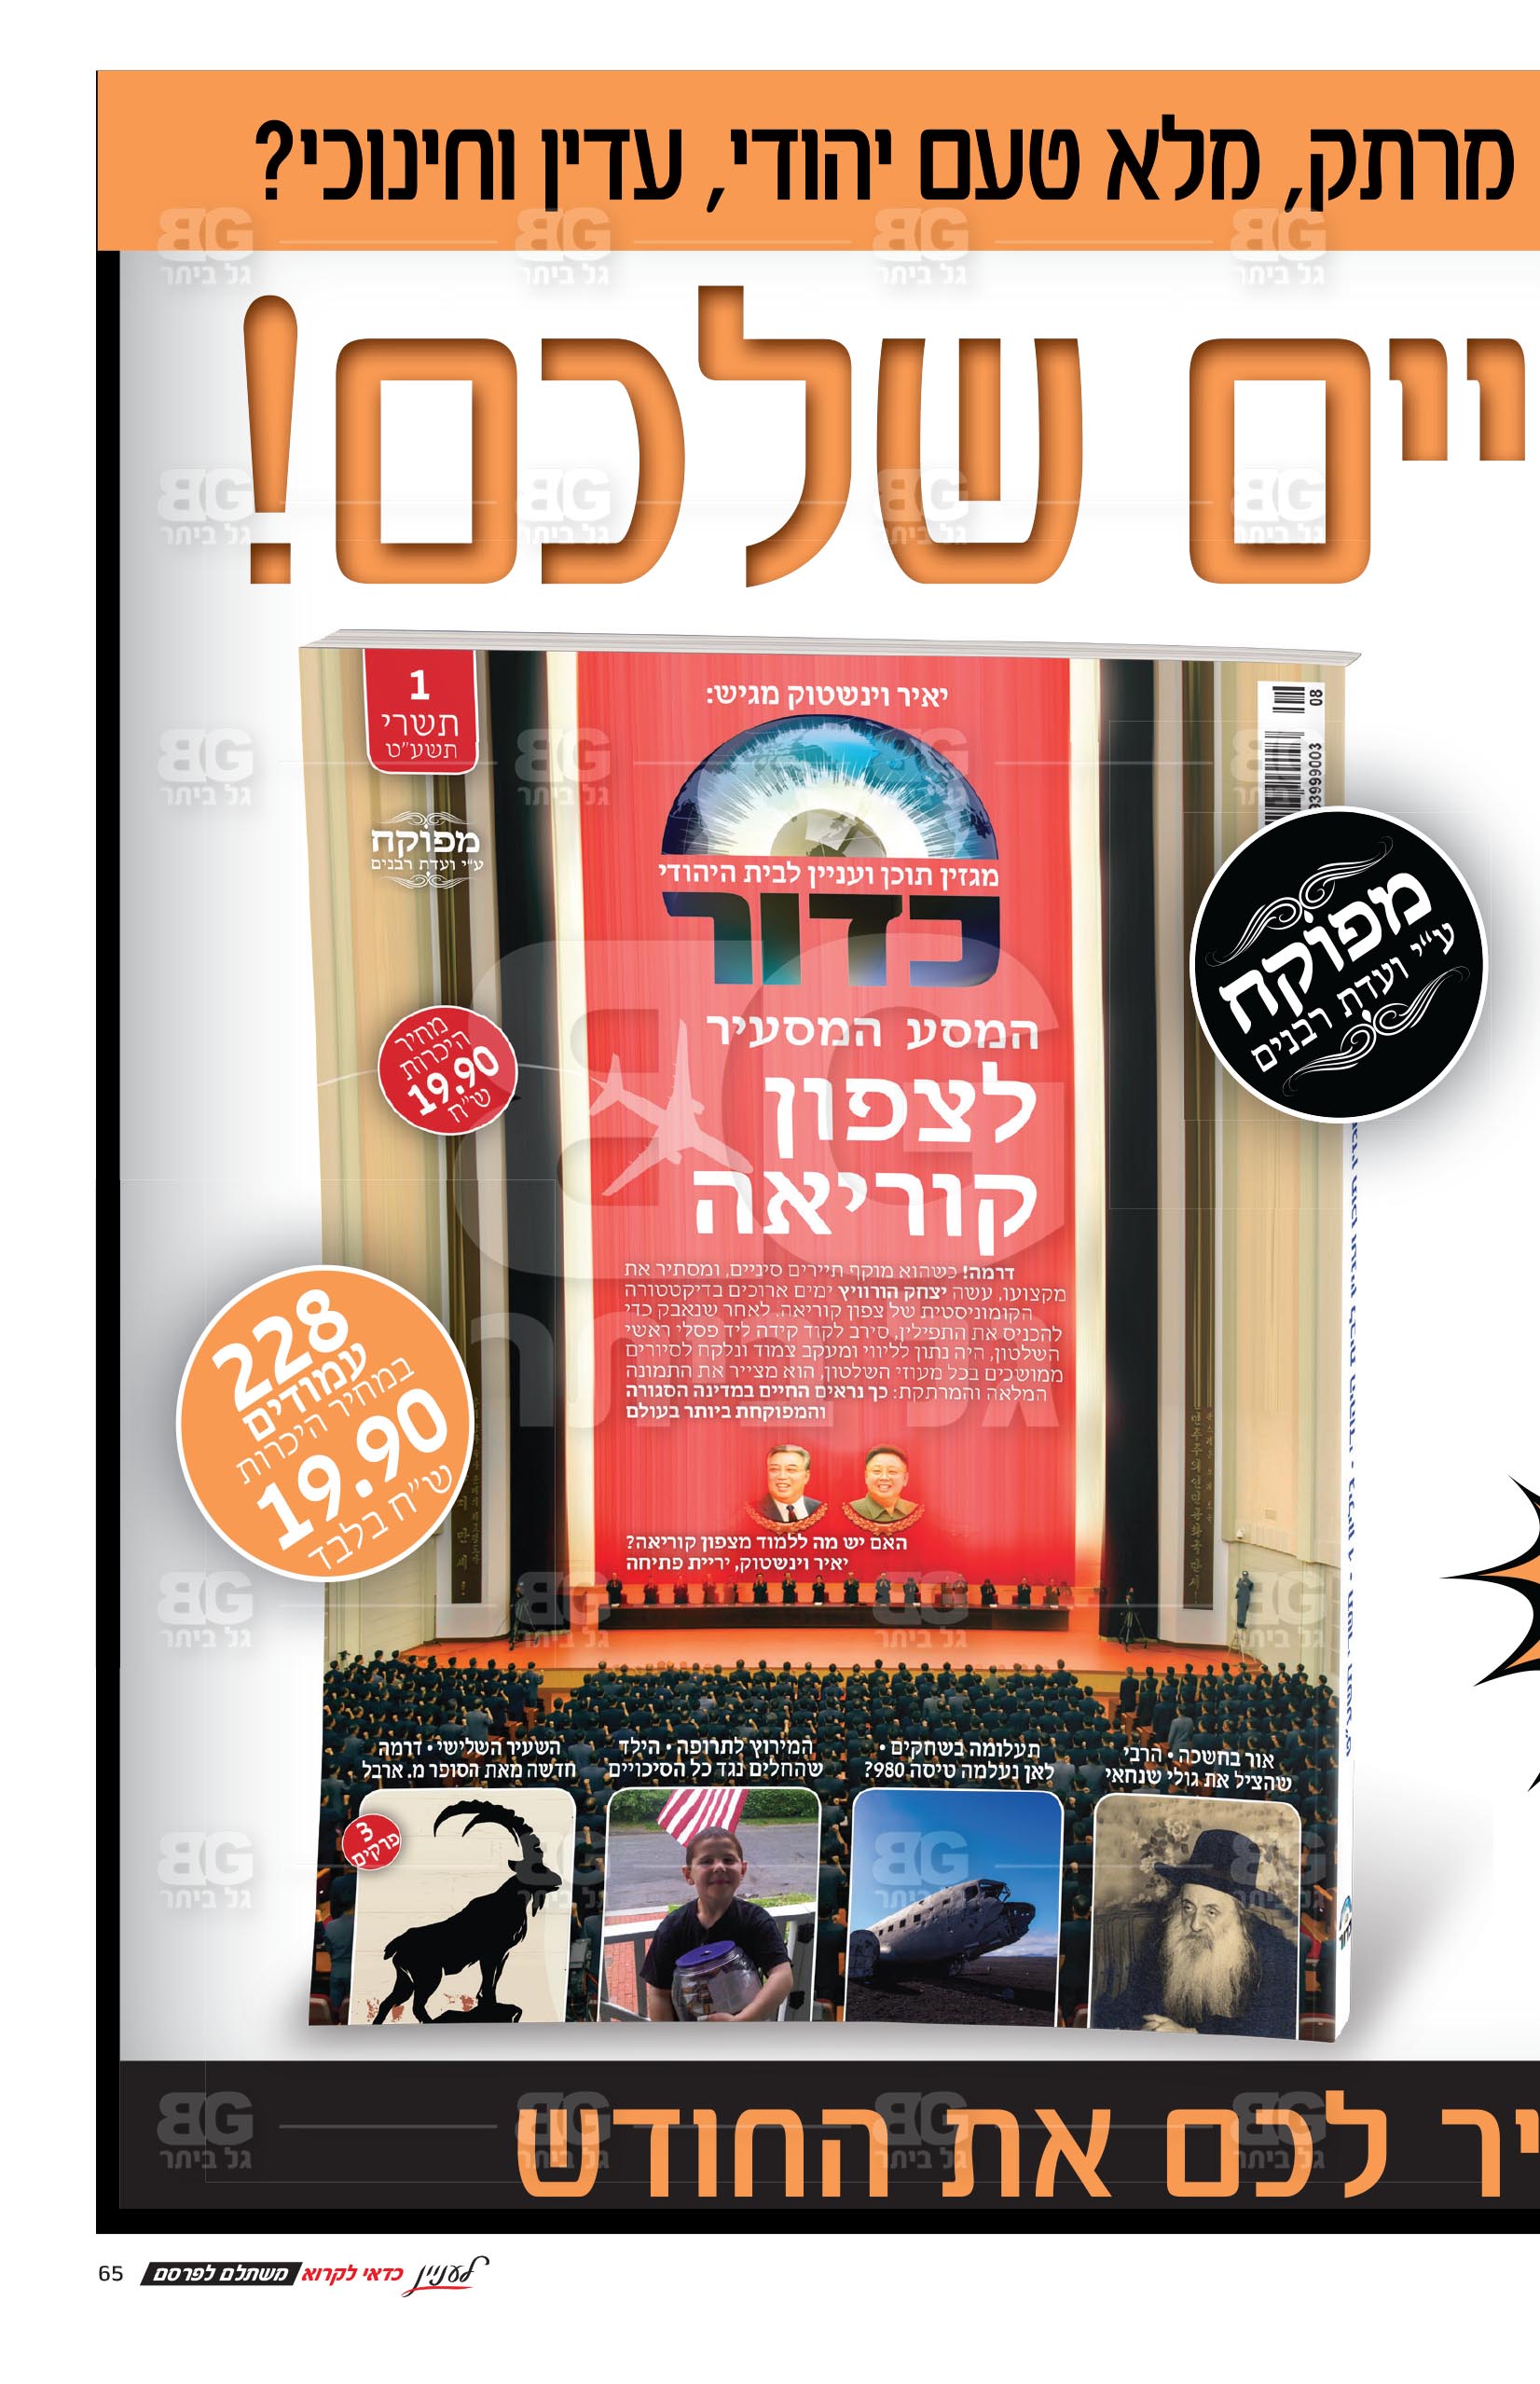 מרתק, מלא טעם יהודי, עדין וחינוכי?
יים שלכם!
1
תשרי
תשע"ט
מפוקח
ע"י ועדת רבנים
יאיר וינשטוק מגיש:
מגזין תוכן ועניין לבית היהודי
כדור
08
33999003
מפוקח
ע"י ועדת רבנים
מחיר
היכרות
19.90
ש"ח
המסע המסעיר
לצפון
קוריאה
דרמה! כשהוא מוקף תיירים סיניים, ומסתיר את
מקצועו, עשה יצחק הורוויץ ימים ארוכים בדיקטטורה
הקומוניסטית של צפון קוריאה. לאחר שנאבק כדי
להכניס את התפילין, סירב לקוד קידה ליד פסלי ראשי
השלטון, היה נתון לליווי ומעקב צמוד ונלקח לסיורים
ממושכים בכל מעוזי השלטון, הוא מצייר את התמונה
המלאה והמרתקת: כך נראים החיים במדינה הסגורה
והמפוקחת ביותר בעולם
האם יש מה ללמוד מצפון קוריאה?
יאיר וינשטוק, יריית פתיחה
228
עמודים
במחיר היכרות
19.90
ש"ח בלבד
אור בחשכה • הרבי
שהציל את גולי שנחאי
תעלומה בשחקים •
לאן נעלמה טיסה 980?
המירוץ לתרופה • הילד
שהחלים נגד כל הסיכויים
השעיר השלישי • דרמה
חדשה מאת הסופר מ. ארבל
3
פרקים
יר לכם את החודש
לעניין כדאי לקרוא משתלם לפרסם 65
BG
גל ביתר